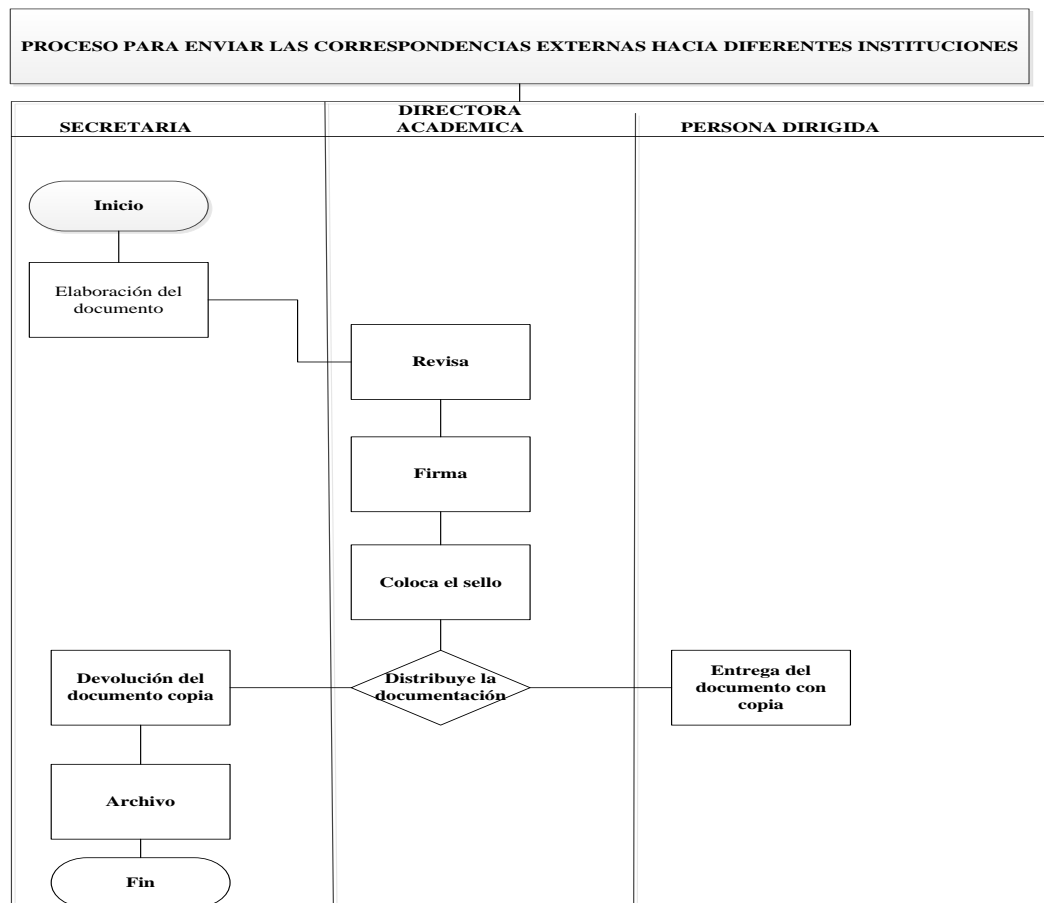 PROCESO PARA ENVIAR LAS CORRESPONDENCIAS EXTERNAS HACIA DIFERENTES INSTITUCIONES
SECRETARIA
DIRECTORA
ACADEMICA
PERSONA DIRIGIDA
Inicio
Elaboración del
documento
Revisa
Firma
Coloca el sello
Devolución del
documento copia
Distribuye la
documentación
Entrega del
documento con
copia
Archivo
Fin